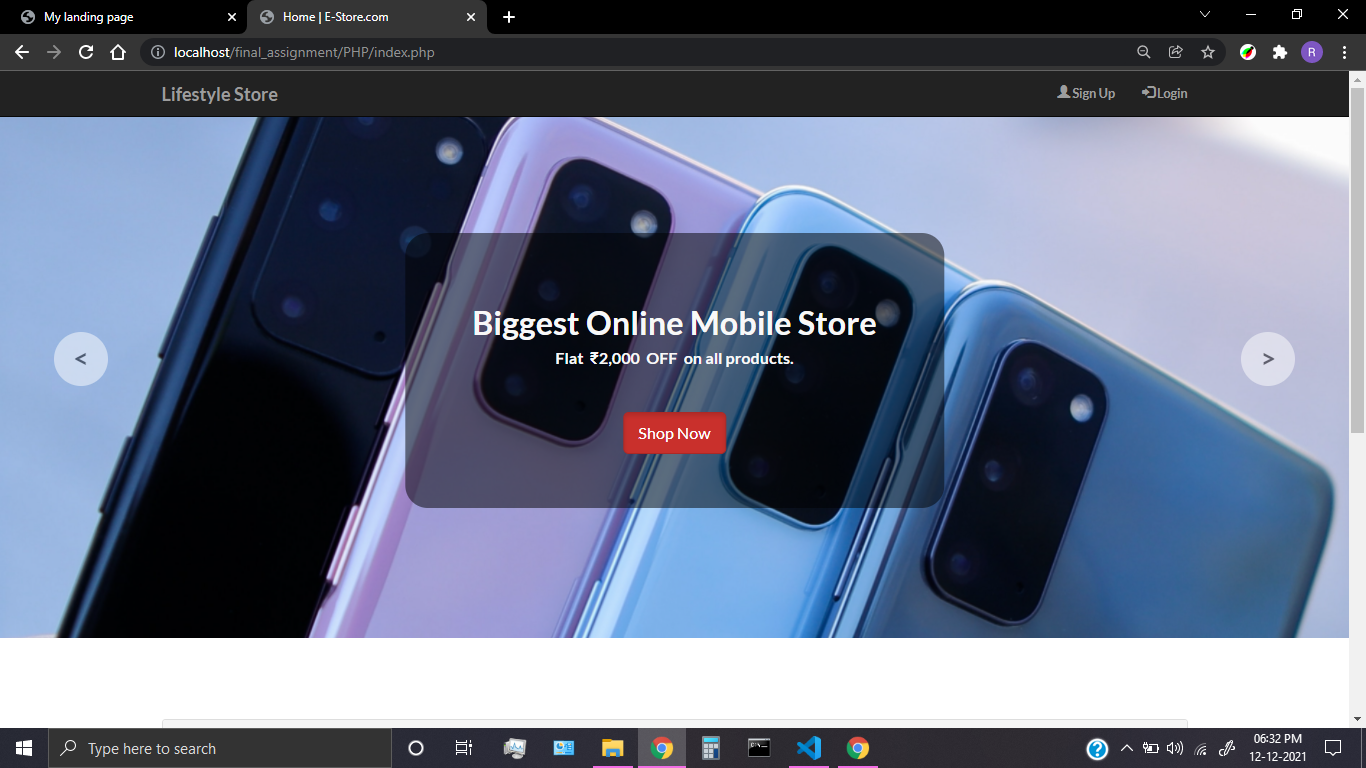 My landing page
Home | E-Store.com
localhost/final_assignment/PHP/index.php
R
Lifestyle Store
Sign Up
Login
<
Biggest Online Mobile Store
Flat ₹2,000 OFF on all products.
Shop Now
>
Type here to search
06:32 PM
12-12-2021